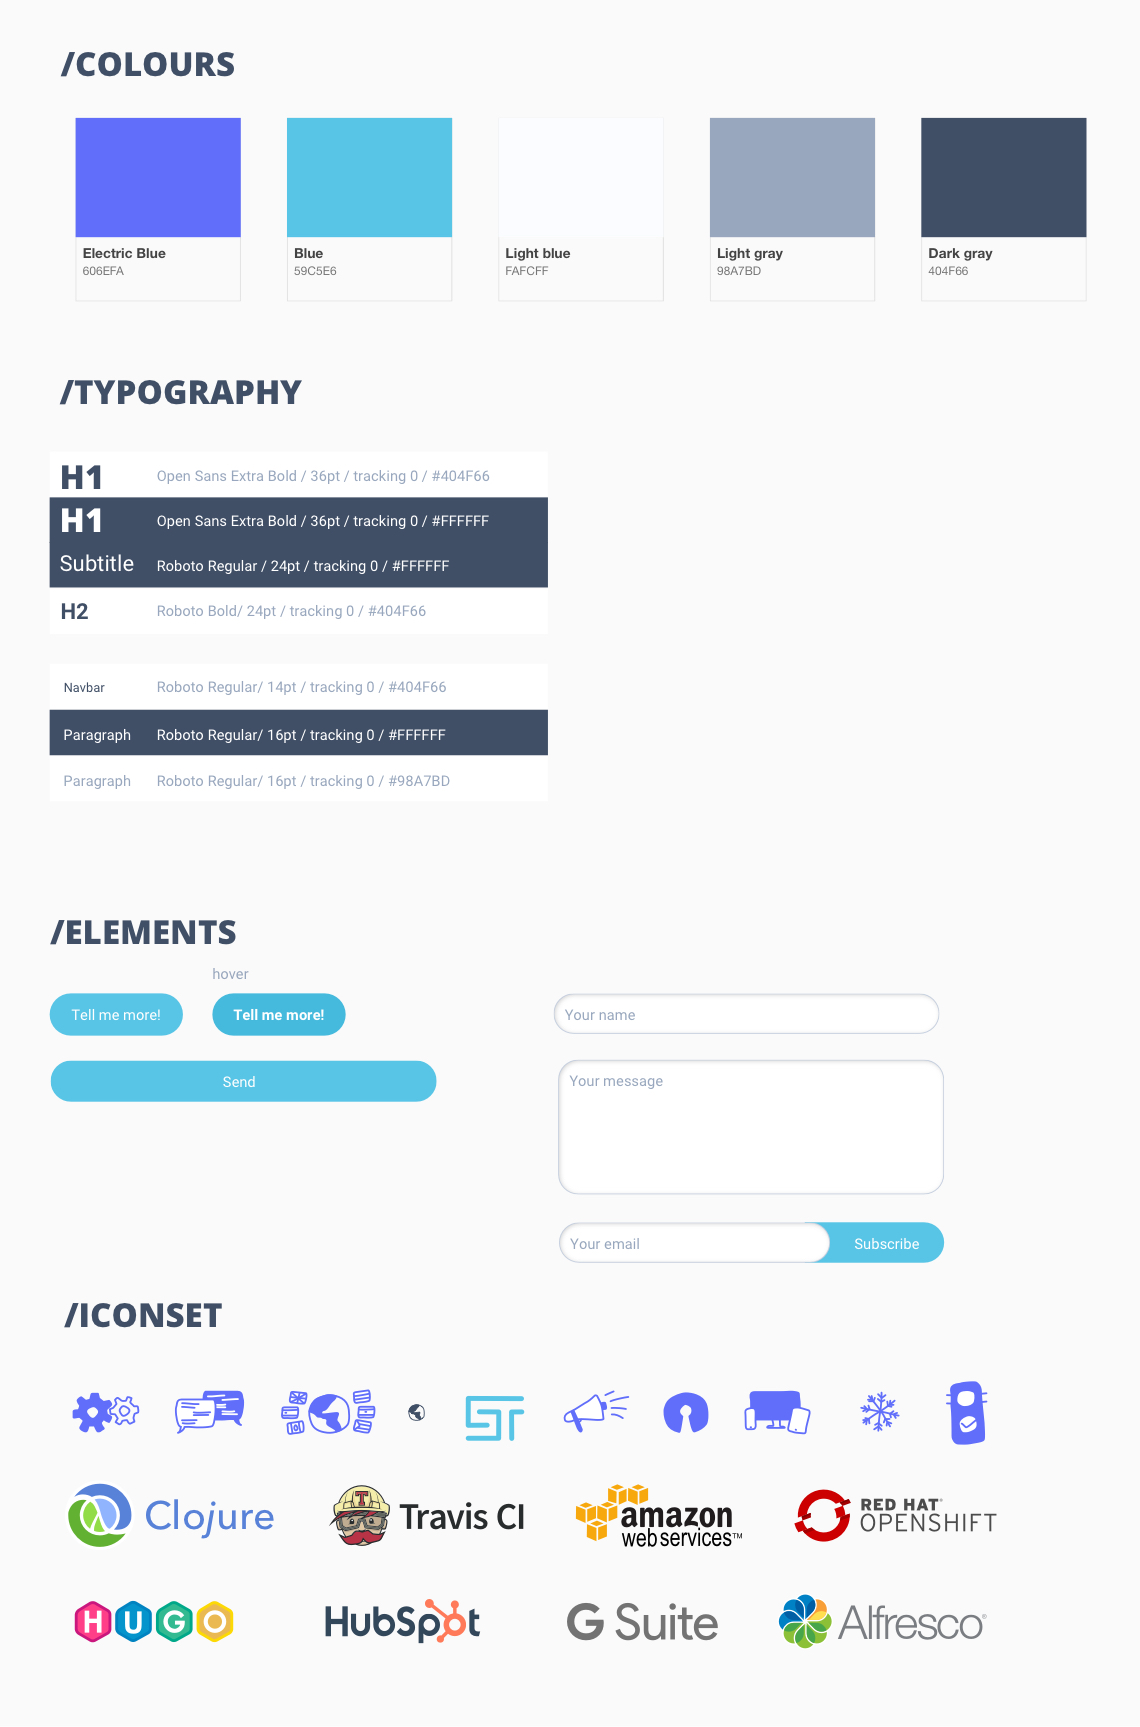 /COLOURS
Electric Blue
606EFA
Blue
59C5E6
Light blue
FAFCFF
Light gray
98A7BD
Dark gray
404F66
/TYPOGRAPHY
H1 Open Sans Extra Bold / 36pt / tracking 0 / #404F66
H1 Open Sans Extra Bold / 36pt / tracking 0 / #FFFFFF
Subtitle Roboto Regular / 24pt / tracking 0 / #FFFFFF
H2 Roboto Bold/ 24pt / tracking 0 / #404F66
Navbar Roboto Regular/ 14pt / tracking 0 / #404F66
Paragraph Roboto Regular/ 16pt / tracking 0 / #FFFFFF
Paragraph Roboto Regular/ 16pt / tracking 0 / #98A7BD
/ELEMENTS
hover
Tell me more!
Tell me more!
Send
Your name
Your message
Your email
Subscribe
/ICONSET
ST
Clojure
T
Travis CI
amazon
web services™
RED HAT®
OPENSHIFT
HUGO
HubSpot
G Suite
Alfresco®